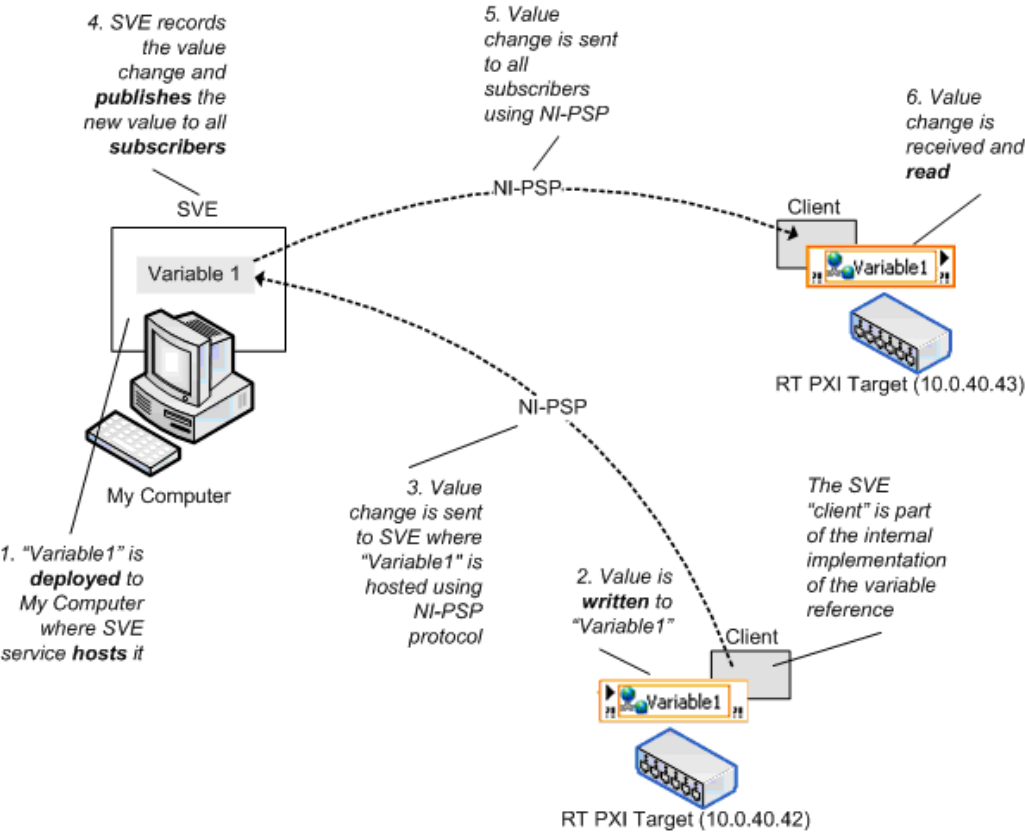 4. SVE records
the value
change and
publishes the
new value to all
subscribers
5. Value
change is sent
to all
subscribers
using NI-PSP
6. Value
change is
received and
read
NI-PSP
SVE
Client
Variable 1
Variable1
?!
?!
RT PXI Target (10.0.40.43)
NI-PSP
My Computer
3. Value
change is sent
to SVE where
"Variable1" is
hosted using
NI-PSP
protocol
The SVE
"client" is part
of the internal
implementation
of the variable
reference
1. “Variable1” is
deployed to
My Computer
where SVE
service hosts it
2. Value is
written to
“Variable1”
Client
Variable1
?!
?!
RT PXI Target (10.0.40.42)